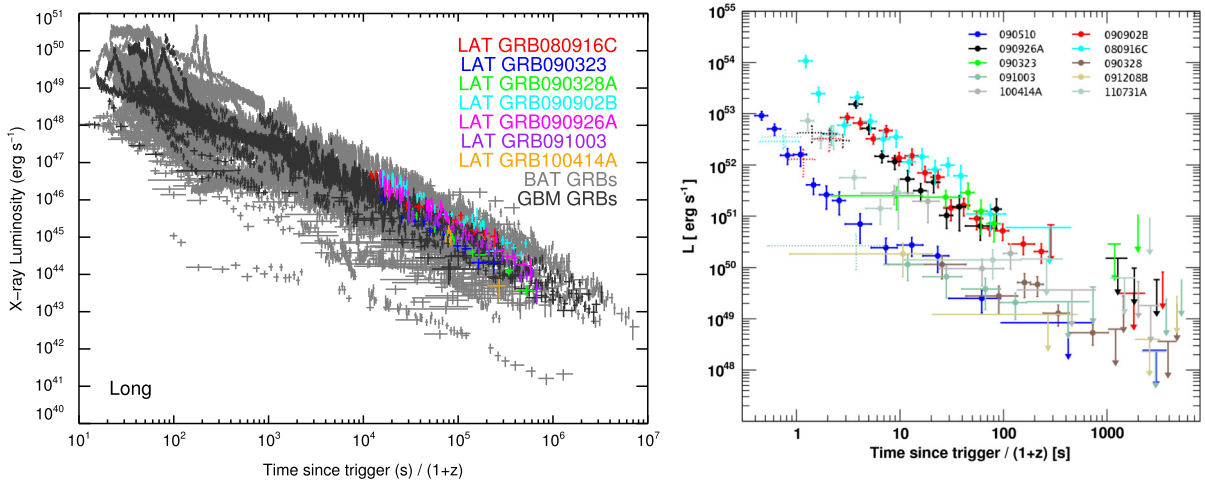 10^51
10^50
10^49
10^48
10^47
10^46
10^45
10^44
10^43
10^42
10^41
10^40
X-ray Luminosity (erg s^-1)
LAT GRB080916C
LAT GRB090323
LAT GRB090328A
LAT GRB090902B
LAT GRB090926A
LAT GRB091003
LAT GRB100414A
BAT GRBs
GBM GRBs
Long
10^1 10^2 10^3 10^4 10^5 10^6 10^7
Time since trigger (s) / (1+z)
10^55
10^54
10^53
10^52
10^51
10^50
10^49
10^48
L [ erg s^-1]
090510 090902B
090926A 080916C
090323 090328
091003 091208B
100414A 110731A
1 10 100 1000
Time since trigger / (1+z) [s]